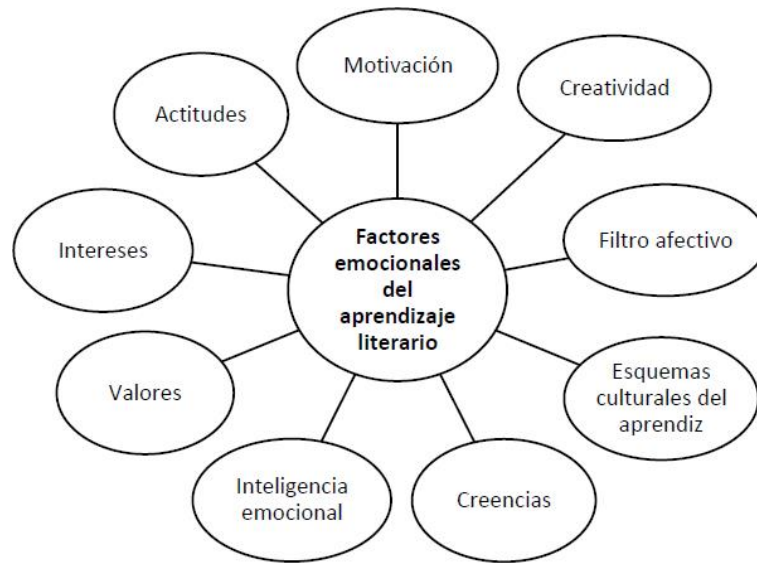 Motivación
Creatividad
Actitudes
Filtro afectivo
Intereses
Factores
emocionales
del
aprendizaje
literario
Esquemas
culturales del
aprendiz
Valores
Inteligencia
emocional
Creencias